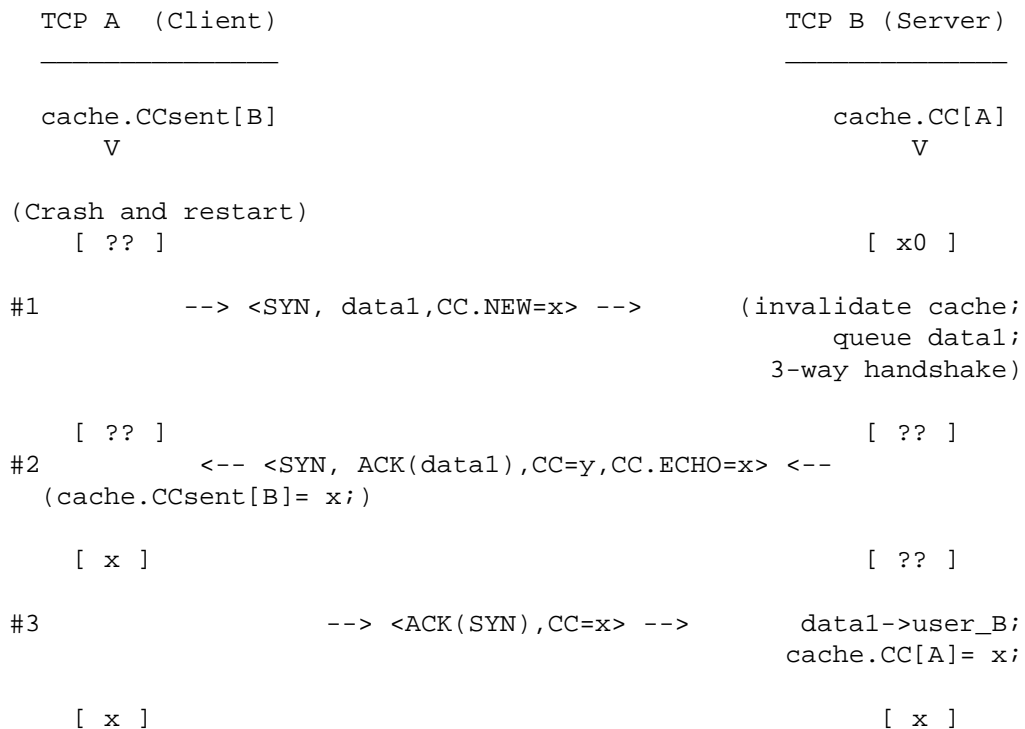 TCP A (Client) TCP B (Server)
_______________ ______________
cache.CCsent[B] cache.CC[A]
V V
(Crash and restart)
[ ?? ] [ x0 ]
#1 --> <SYN, data1,CC.NEW=x> --> (invalidate cache;
queue data1;
3-way handshake)
[ ?? ] [ ?? ]
#2 <-- <SYN, ACK(data1),CC=y,CC.ECHO=x> <--
(cache.CCsent[B]= x;)
[ x ] [ ?? ]
#3 --> <ACK(SYN),CC=x> --> data1->user_B;
cache.CC[A]= x;
[ x ] [ x ]